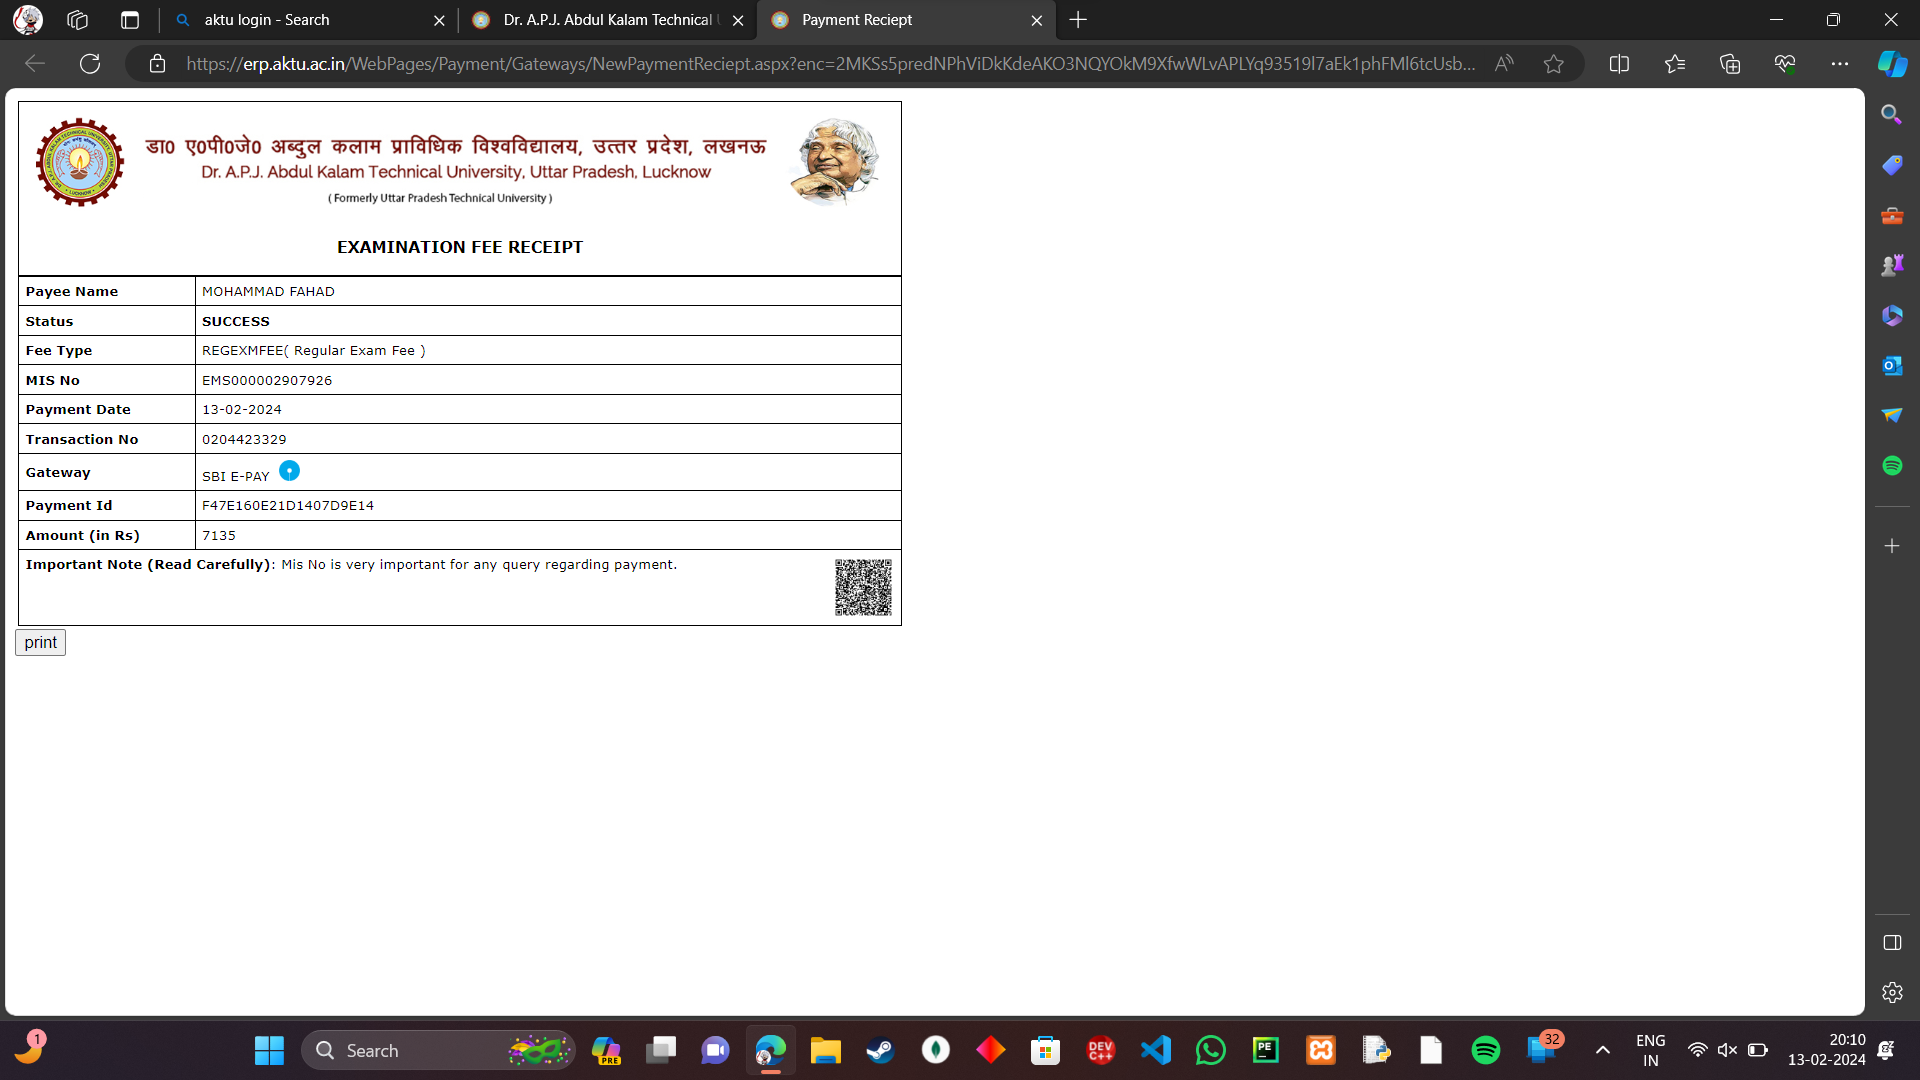 aktu login - Search
Dr. A.P.J. Abdul Kalam Technical
Payment Reciept
https://erp.aktu.ac.in/WebPages/Payment/Gateways/NewPaymentReciept.aspx?enc=2MKSs5predNPhViDkKdeAKO3NQYOkM9XfwWLvAPLYq93519l7aEk1phFMl6tcUsb...
डा० ए०पी०जे० अब्दुल कलाम प्राविधिक विश्वविद्यालय, उत्तर प्रदेश, लखनऊ
Dr. A.P.J. Abdul Kalam Technical University, Uttar Pradesh, Lucknow
( Formerly Uttar Pradesh Technical University )
EXAMINATION FEE RECEIPT
Payee Name MOHAMMAD FAHAD
Status SUCCESS
Fee Type REGEXMFEE( Regular Exam Fee )
MIS No EMS000002907926
Payment Date 13-02-2024
Transaction No 0204423329
Gateway SBI E-PAY
Payment Id F47E160E21D1407D9E14
Amount (in Rs) 7135
Important Note (Read Carefully): Mis No is very important for any query regarding payment.
print
1
Search
PRE
DEV C++
PE
32
ENG
IN
20:10
13-02-2024